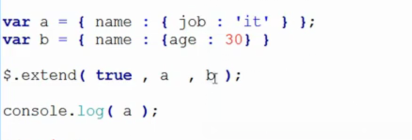 var a = { name : { job : 'it' } };
var b = { name : {age : 30} }
$.extend( true , a  , b );
console.log( a );